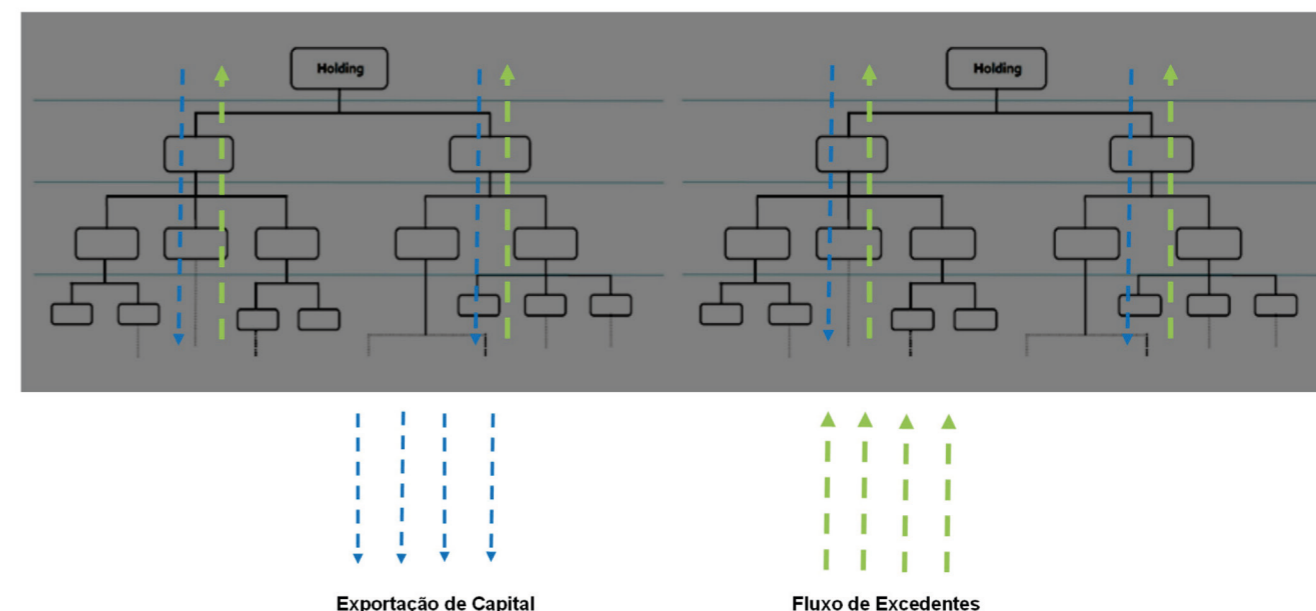 Holding
Holding
Exportação de Capital
Fluxo de Excedentes